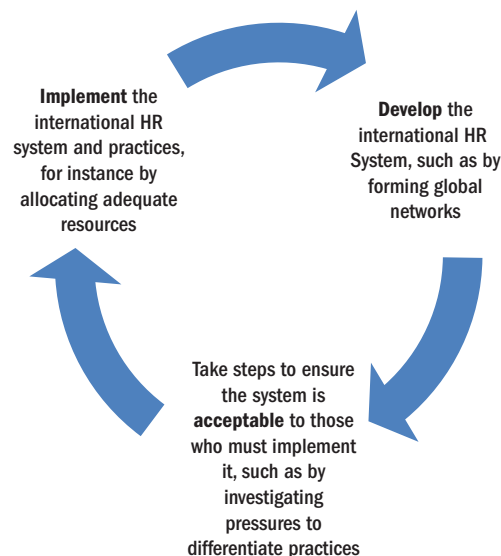 Implement the
international HR
system and practices,
for instance by
allocating adequate
resources
Develop the
international HR
System, such as by
forming global
networks
Take steps to ensure
the system is
acceptable to those
who must implement
it, such as by
investigating
pressures to
differentiate practices